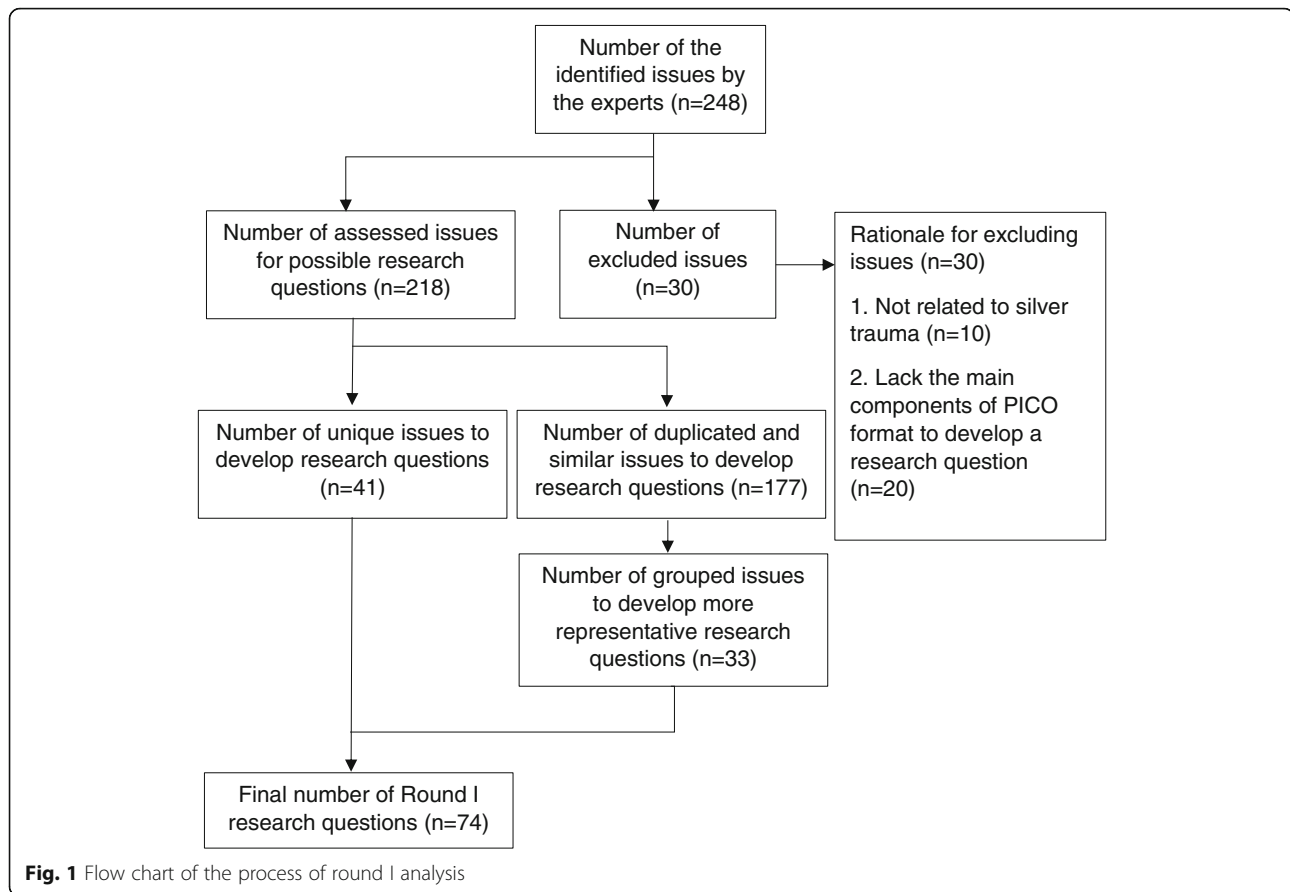 Number of the
identified issues by
the experts (n=248)
Number of assessed issues
for possible research
questions (n=218)
Number of
excluded issues
(n=30)
Rationale for excluding
issues (n=30)
1. Not related to silver
trauma (n=10)
2. Lack the main
components of PICO
format to develop a
research question
(n=20)
Number of unique issues to
develop research questions
(n=41)
Number of duplicated and
similar issues to develop
research questions (n=177)
Number of grouped issues
to develop more
representative research
questions (n=33)
Final number of Round I
research questions (n=74)
Fig. 1 Flow chart of the process of round I analysis